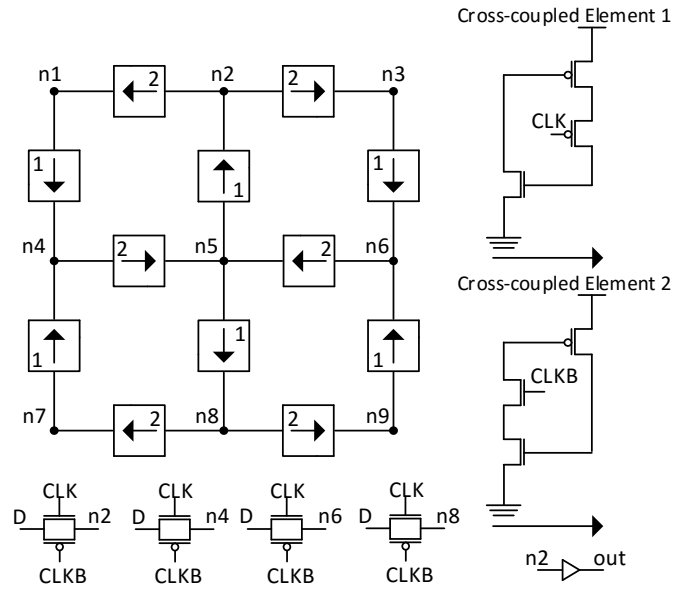 Cross-coupled Element 1
n1 2 n2 2 n3
CLK
1 1 1
n4 2 n5 2 n6
Cross-coupled Element 2
1 1 1
CLKB
n7 2 n8 2 n9
CLK CLK CLK CLK
D n2 D n4 D n6 D n8
CLKB CLKB CLKB CLKB
n2 out